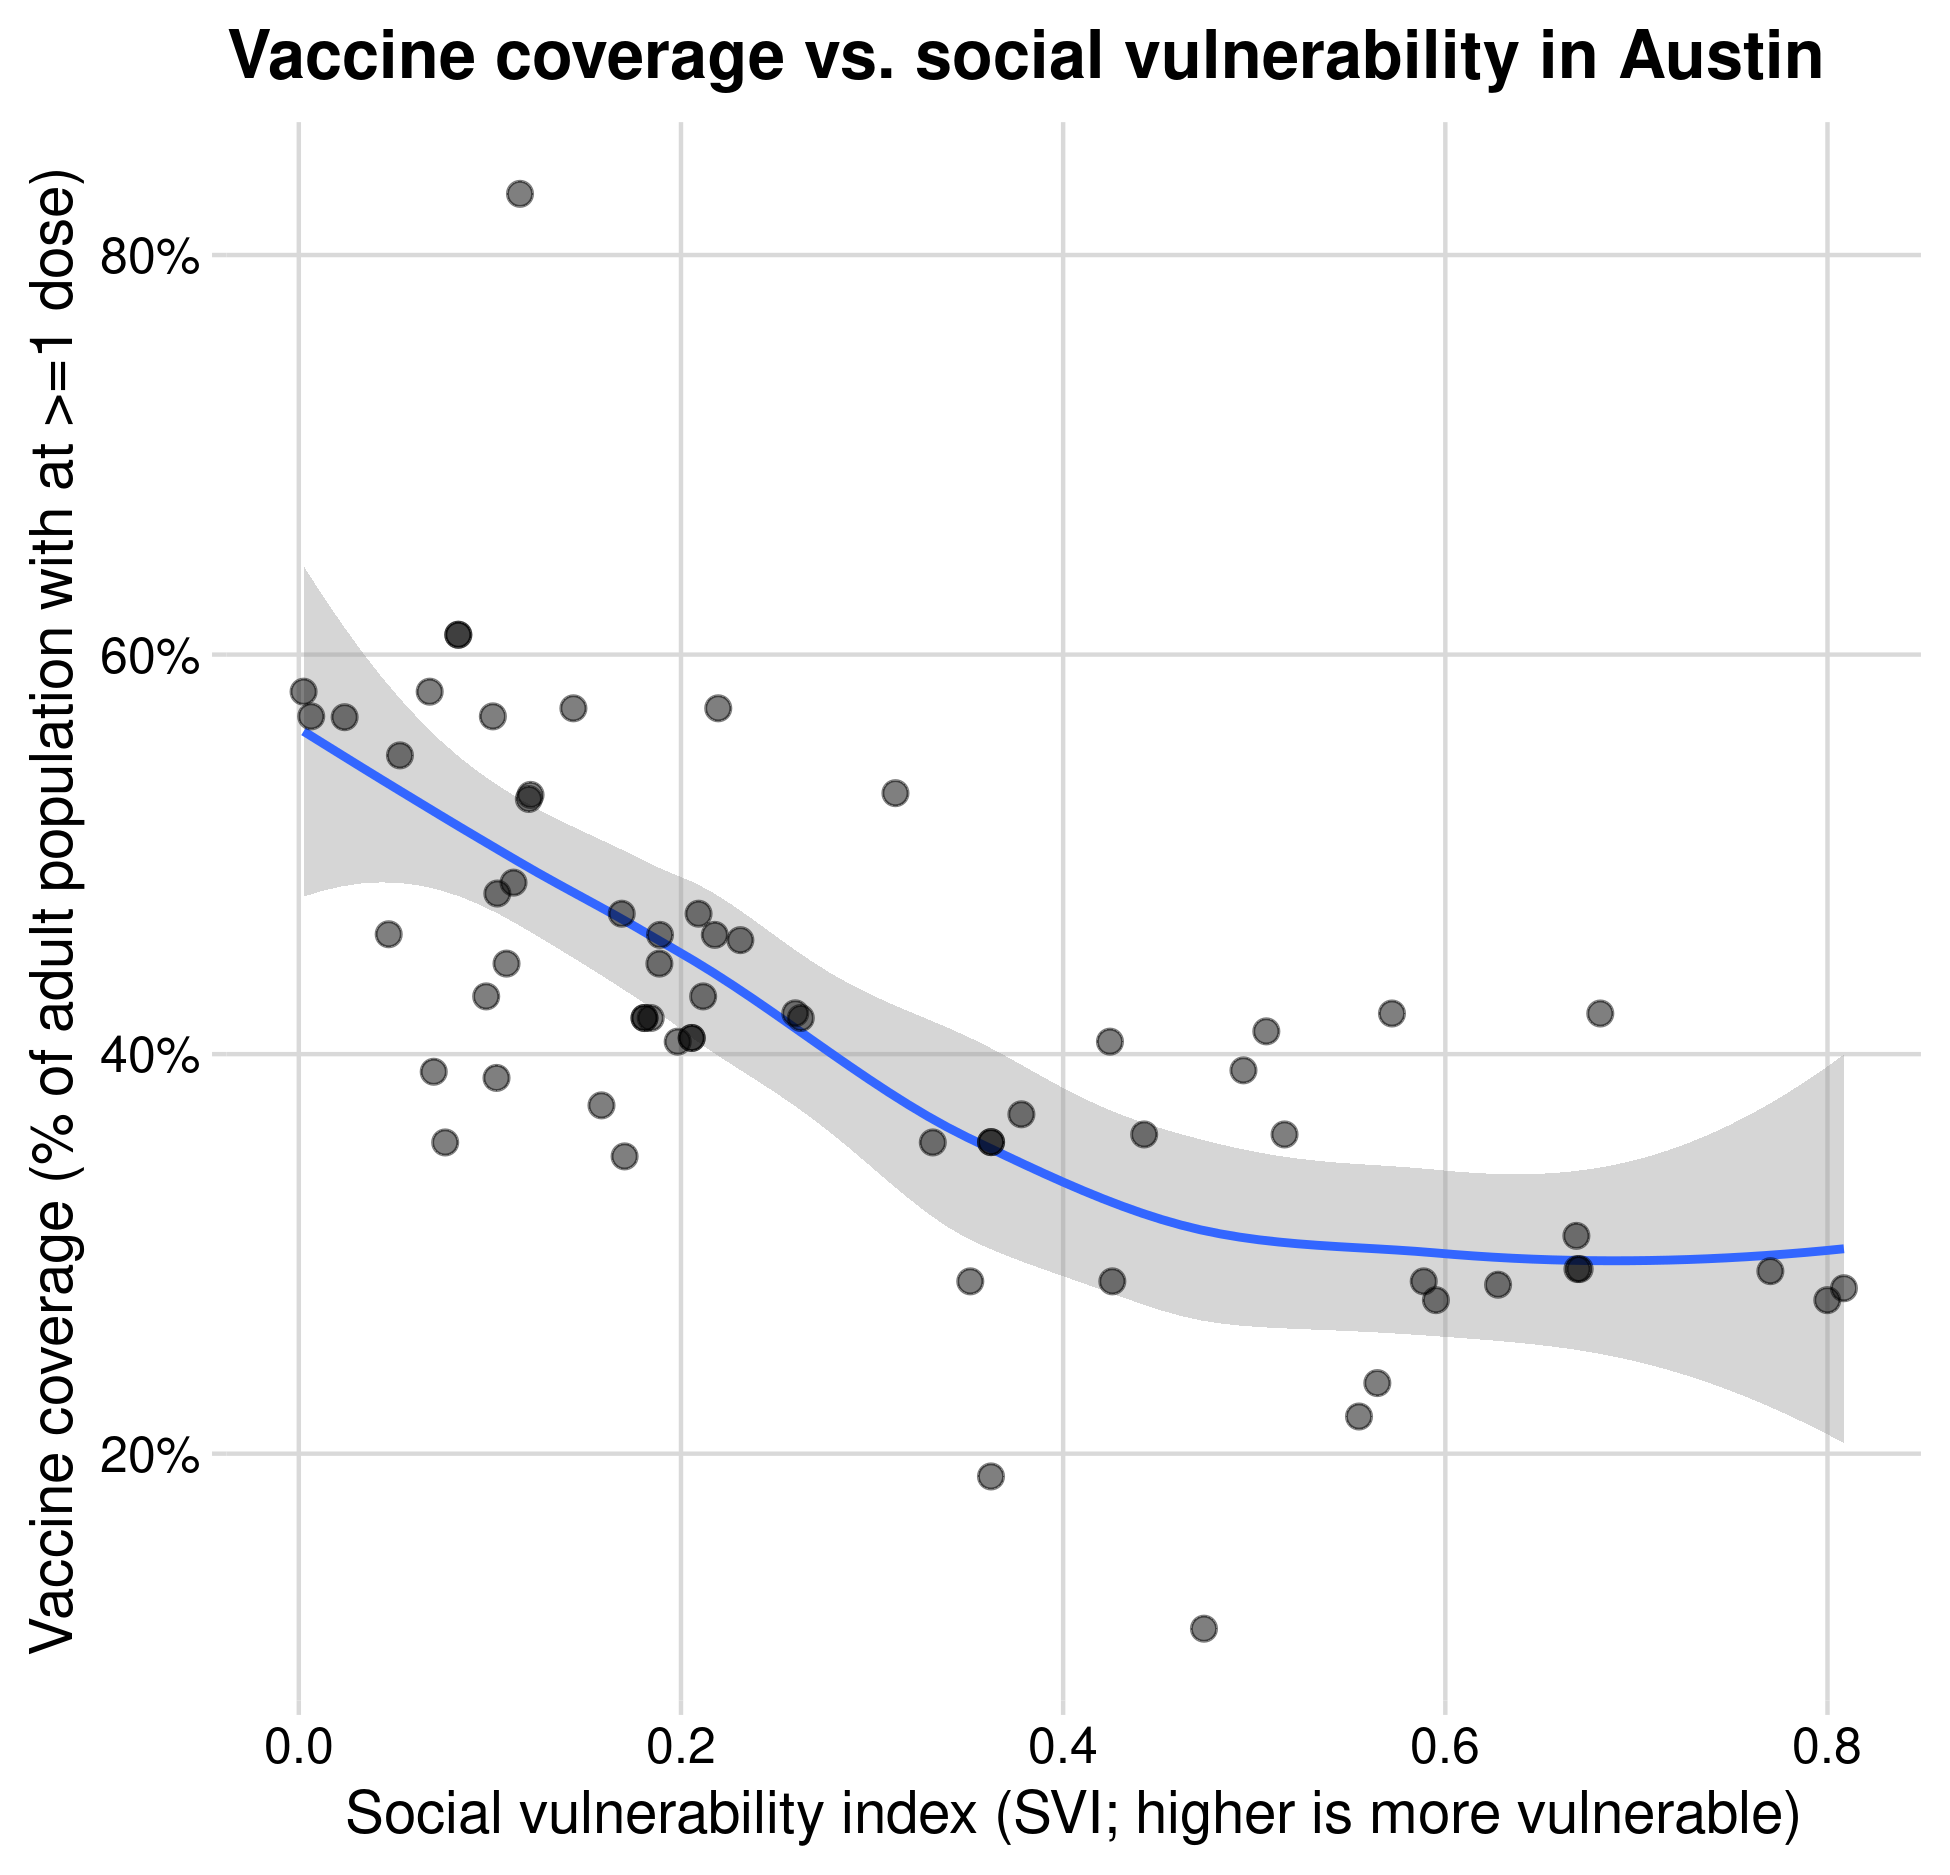 Vaccine coverage vs. social vulnerability in Austin
Vaccine coverage (% of adult population with at >=1 dose)
80%
60%
40%
20%
0.0 0.2 0.4 0.6 0.8
Social vulnerability index (SVI; higher is more vulnerable)